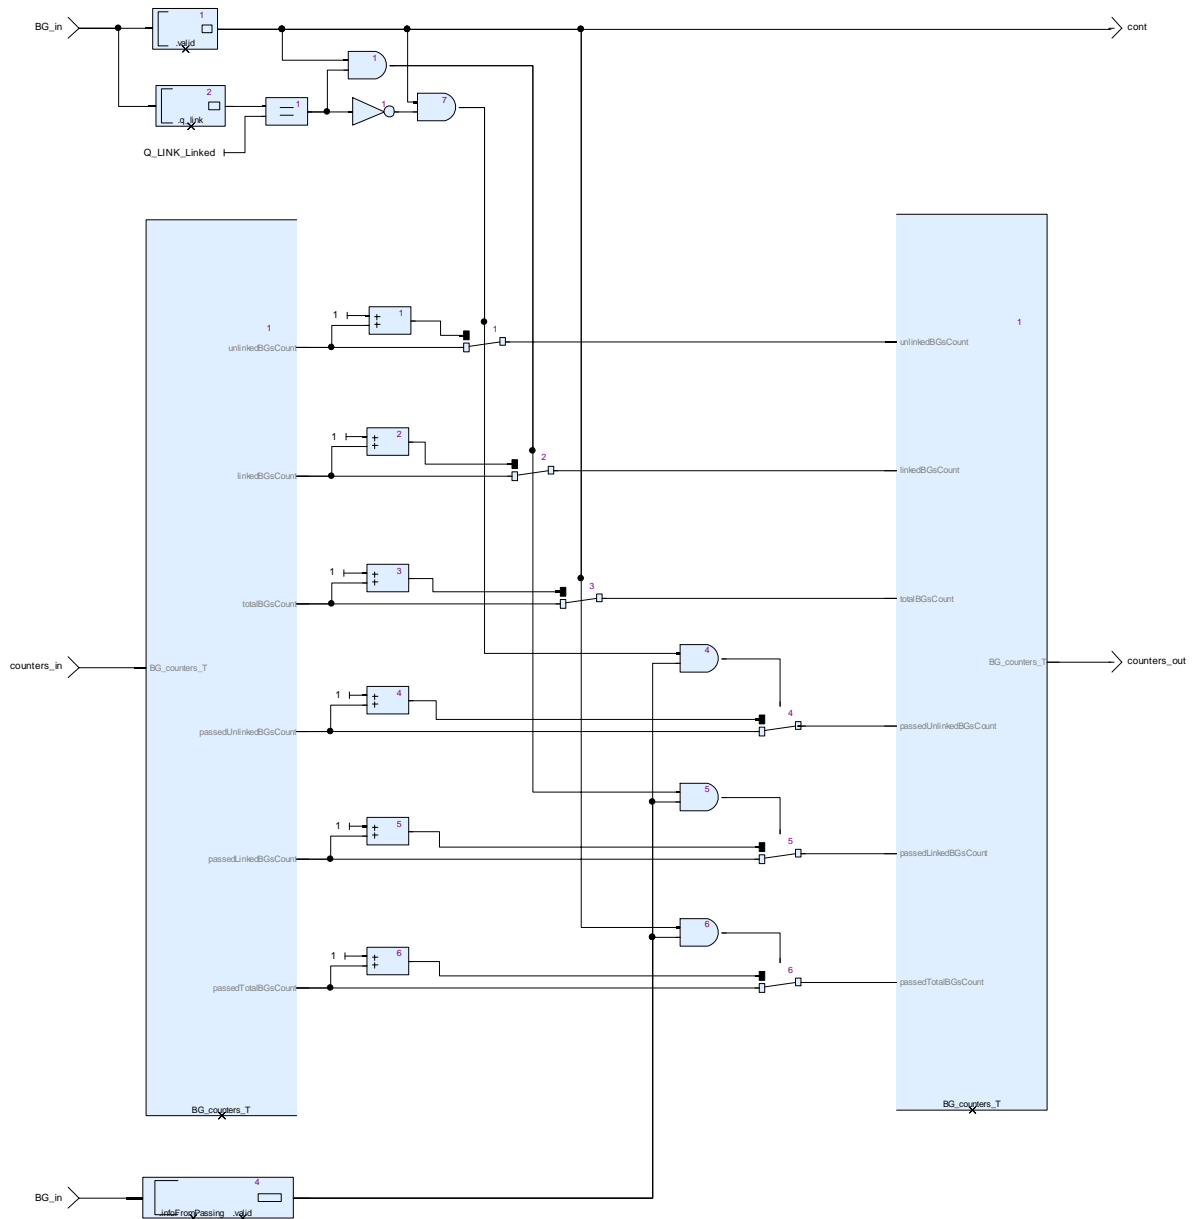 BG_in
1
.valid
cont
1
2
.q_link
1
1
7
Q_LINK_Linked
1
unlinkedBGsCount
1
+
+
1
1
1
unlinkedBGsCount
linkedBGsCount
1
+
+
2
2
linkedBGsCount
totalBGsCount
1
+
+
3
3
totalBGsCount
counters_in
BG_counters_T
4
BG_counters_T
counters_out
passedUnlinkedBGsCount
1
+
+
4
4
passedUnlinkedBGsCount
5
passedLinkedBGsCount
1
+
+
5
5
passedLinkedBGsCount
6
passedTotalBGsCount
1
+
+
6
6
passedTotalBGsCount
BG_counters_T
BG_counters_T
BG_in
4
.infoFromPassing .valid